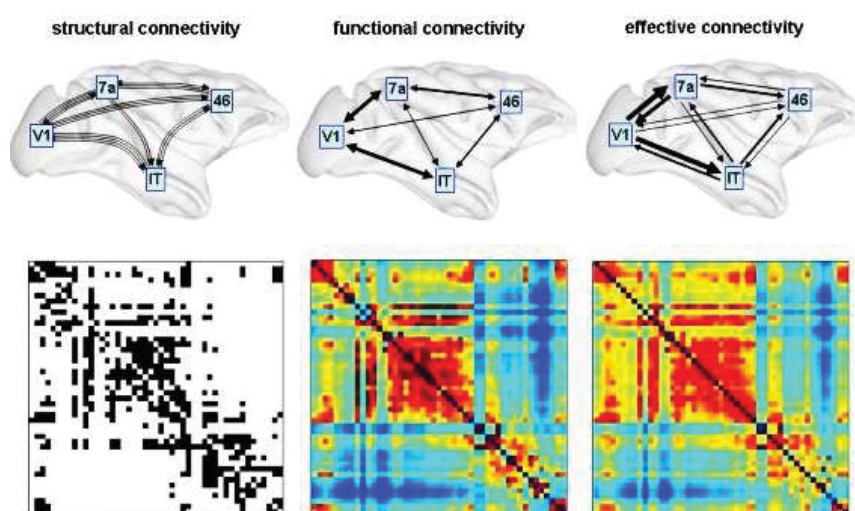 structural connectivity
functional connectivity
effective connectivity
7a
46
V1
IT
7a
46
V1
IT
7a
46
V1
IT